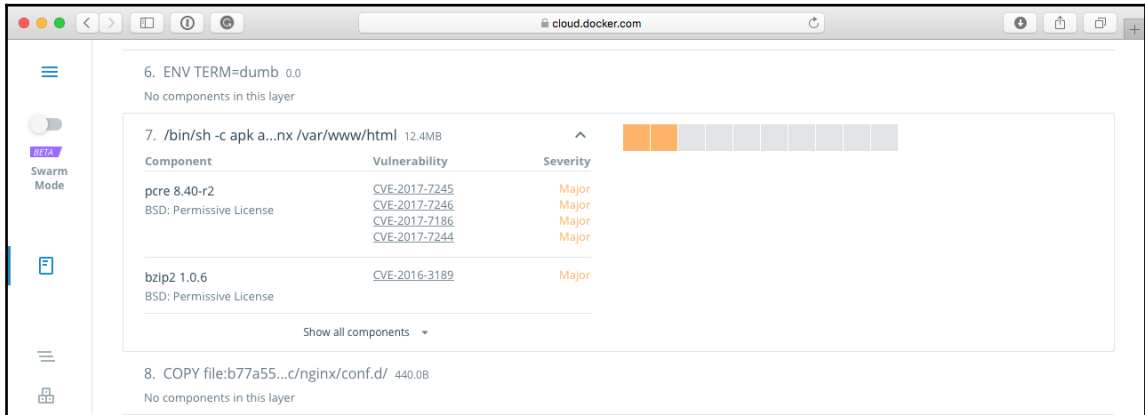 cloud.docker.com
6. ENV TERM=dumb 0.0
No components in this layer
7. /bin/sh -c apk a...nx /var/www/html 12.4MB
Component Vulnerability Severity
pcre 8.40-r2 CVE-2017-7245 Major
BSD: Permissive License CVE-2017-7246 Major
CVE-2017-7186 Major
CVE-2017-7244 Major
bzip2 1.0.6 CVE-2016-3189 Major
BSD: Permissive License
Show all components
8. COPY file:b77a55...c/nginx/conf.d/ 440.0B
No components in this layer
BETA
Swarm
Mode